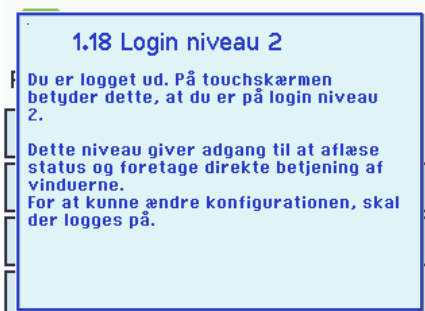 1.18 Login niveau 2
Du er logget ud. På touchskærmen
betyder dette, at du er på login niveau
2.
Dette niveau giver adgang til at aflæse
status og foretage direkte betjening af
vinduerne.
For at kunne ændre konfigurationen, skal
der logges på.